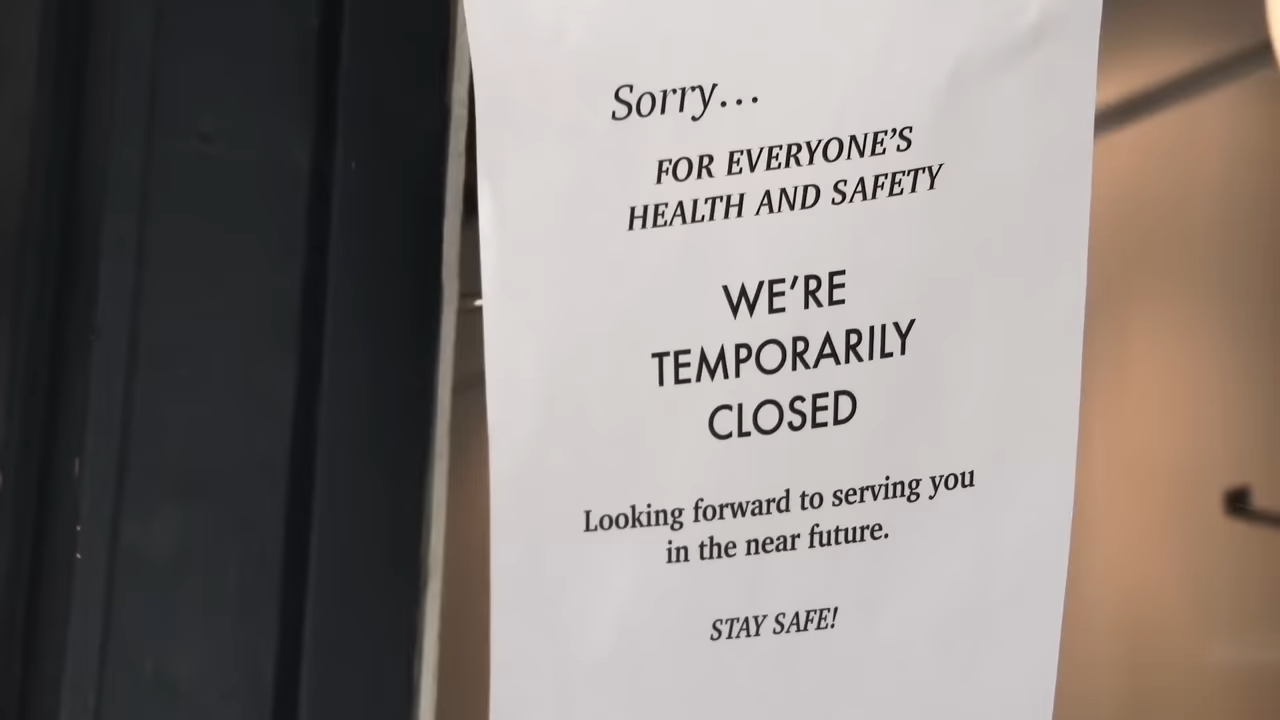 Sorry...
FOR EVERYONE'S
HEALTH AND SAFETY
WE'RE
TEMPORARILY
CLOSED
Looking forward to serving you
in the near future.
STAY SAFE!